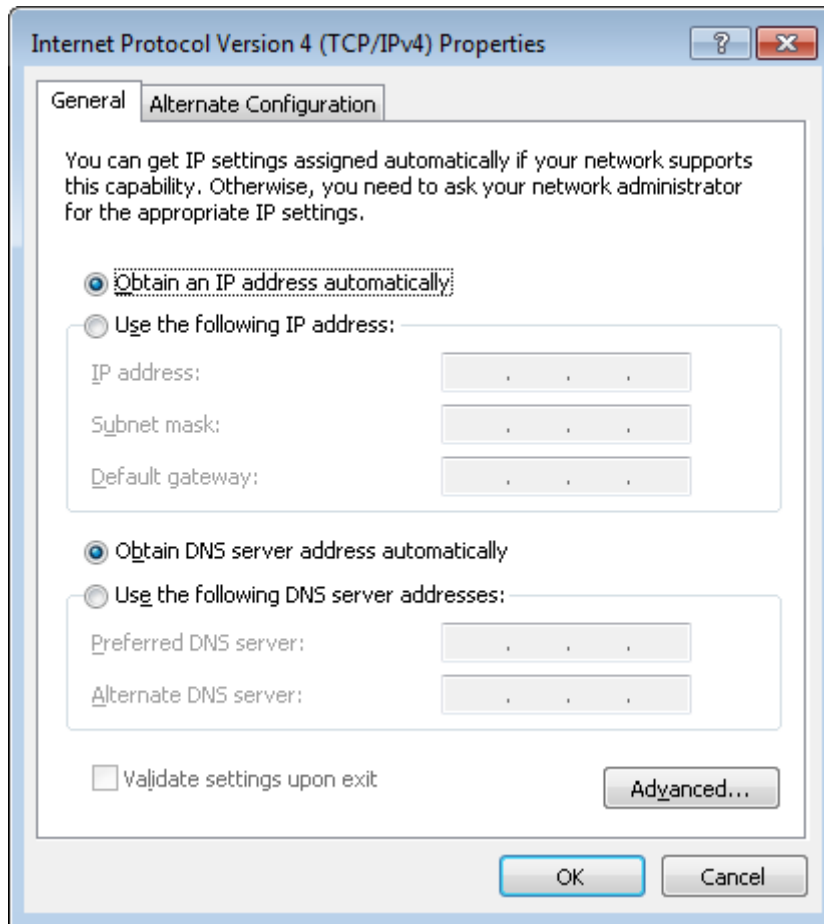 Internet Protocol Version 4 (TCP/IPv4) Properties
General
Alternate Configuration
You can get IP settings assigned automatically if your network supports
this capability. Otherwise, you need to ask your network administrator
for the appropriate IP settings.
Obtain an IP address automatically
Use the following IP address:
IP address:
Subnet mask:
Default gateway:
Obtain DNS server address automatically
Use the following DNS server addresses:
Preferred DNS server:
Alternate DNS server:
Validate settings upon exit
Advanced...
OK
Cancel